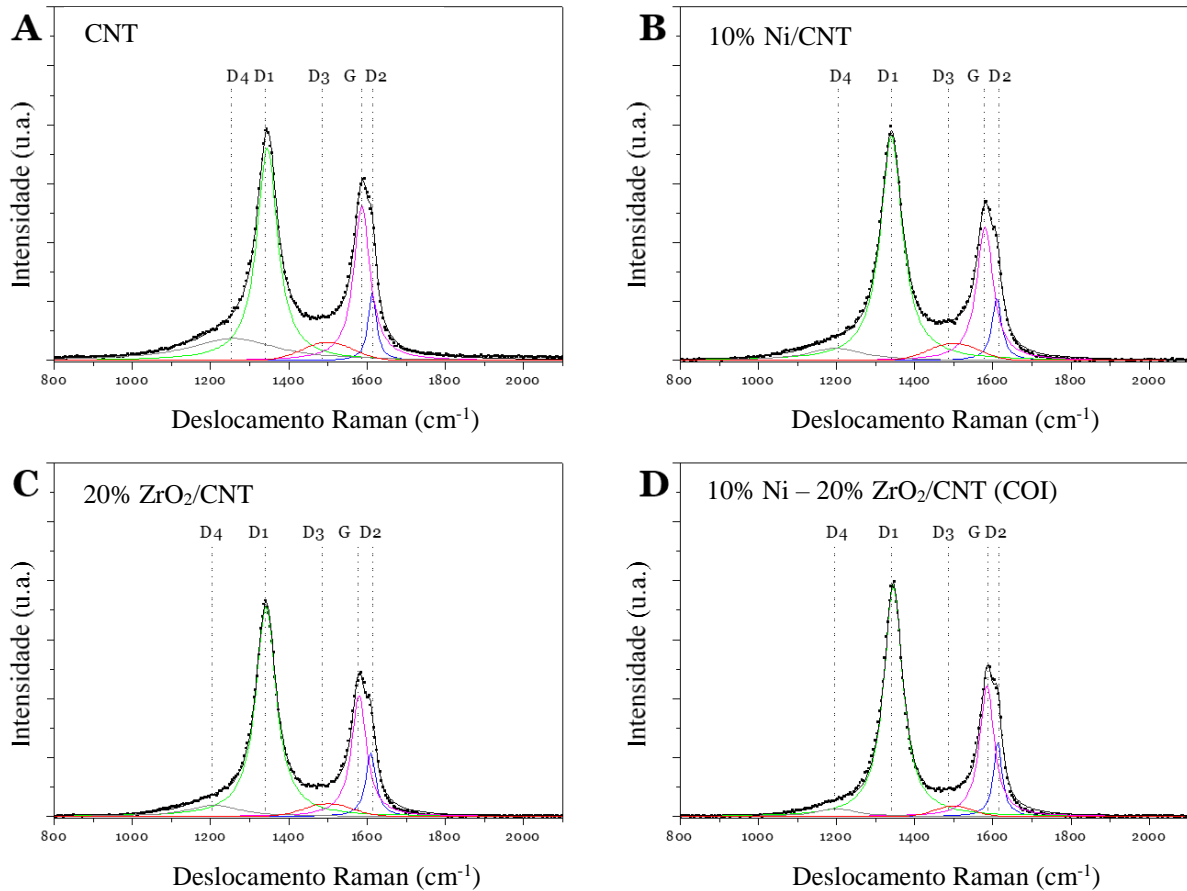 A
CNT
D4 D1 D3 G D2
Intensidade (u.a.)
800 1000 1200 1400 1600 1800 2000
Deslocamento Raman (cm⁻¹)
B
10% Ni/CNT
D4 D1 D3 G D2
Intensidade (u.a.)
800 1000 1200 1400 1600 1800 2000
Deslocamento Raman (cm⁻¹)
C
20% ZrO₂/CNT
D4 D1 D3 G D2
Intensidade (u.a.)
800 1000 1200 1400 1600 1800 2000
Deslocamento Raman (cm⁻¹)
D
10% Ni – 20% ZrO₂/CNT (COI)
D4 D1 D3 G D2
Intensidade (u.a.)
800 1000 1200 1400 1600 1800 2000
Deslocamento Raman (cm⁻¹)